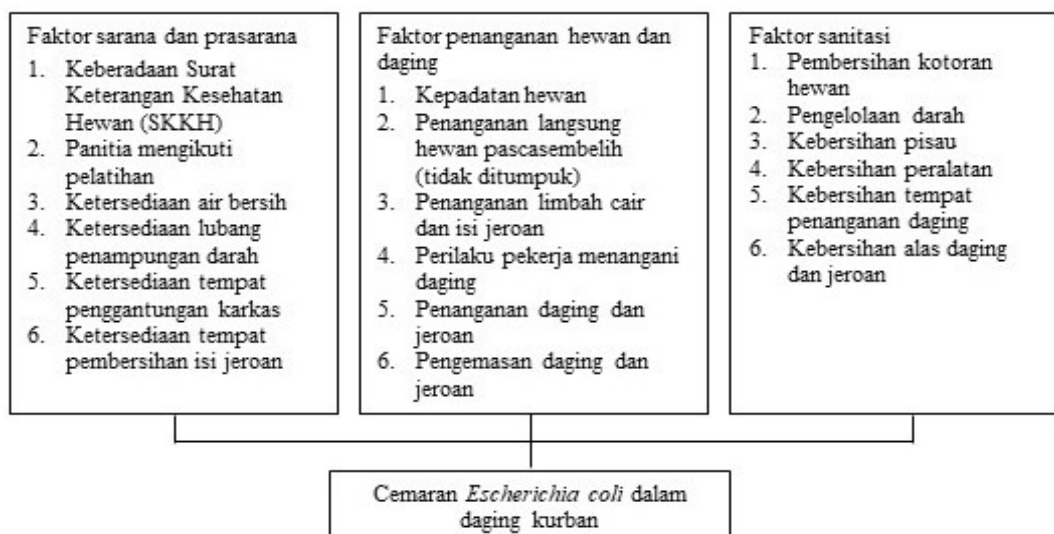 Faktor sarana dan prasarana
1. Keberadaan Surat
Keterangan Kesehatan
Hewan (SKKH)
2. Panitia mengikuti
pelatihan
3. Ketersediaan air bersih
4. Ketersediaan lubang
penampungan darah
5. Ketersediaan tempat
penggantungan karkas
6. Ketersediaan tempat
pembersihan isi jeroan
Faktor penanganan hewan dan
daging
1. Kepadatan hewan
2. Penanganan langsung
hewan pascasembelih
(tidak ditumpuk)
3. Penanganan limbah cair
dan isi jeroan
4. Perilaku pekerja menangani
daging
5. Penanganan daging dan
jeroan
6. Pengemasan daging dan
jeroan
Faktor sanitasi
1. Pembersihan kotoran
hewan
2. Pengelolaan darah
3. Kebersihan pisau
4. Kebersihan peralatan
5. Kebersihan tempat
penanganan daging
6. Kebersihan alas daging
dan jeroan
Cemaran Escherichia coli dalam
daging kurban